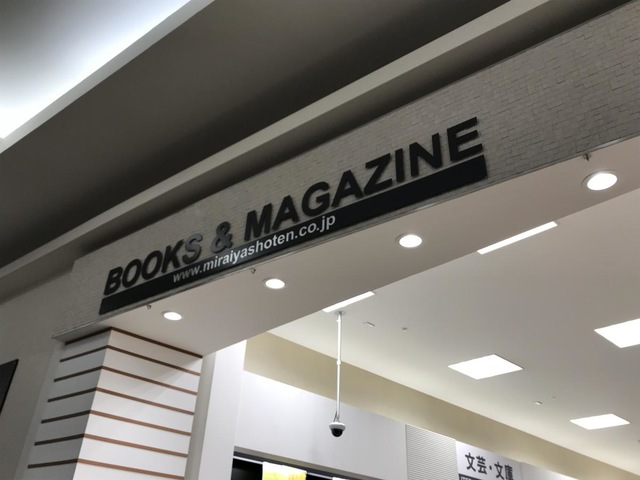 BOOKS & MAGAZINE
www.miraiyashoten.co.jp
文芸・文庫